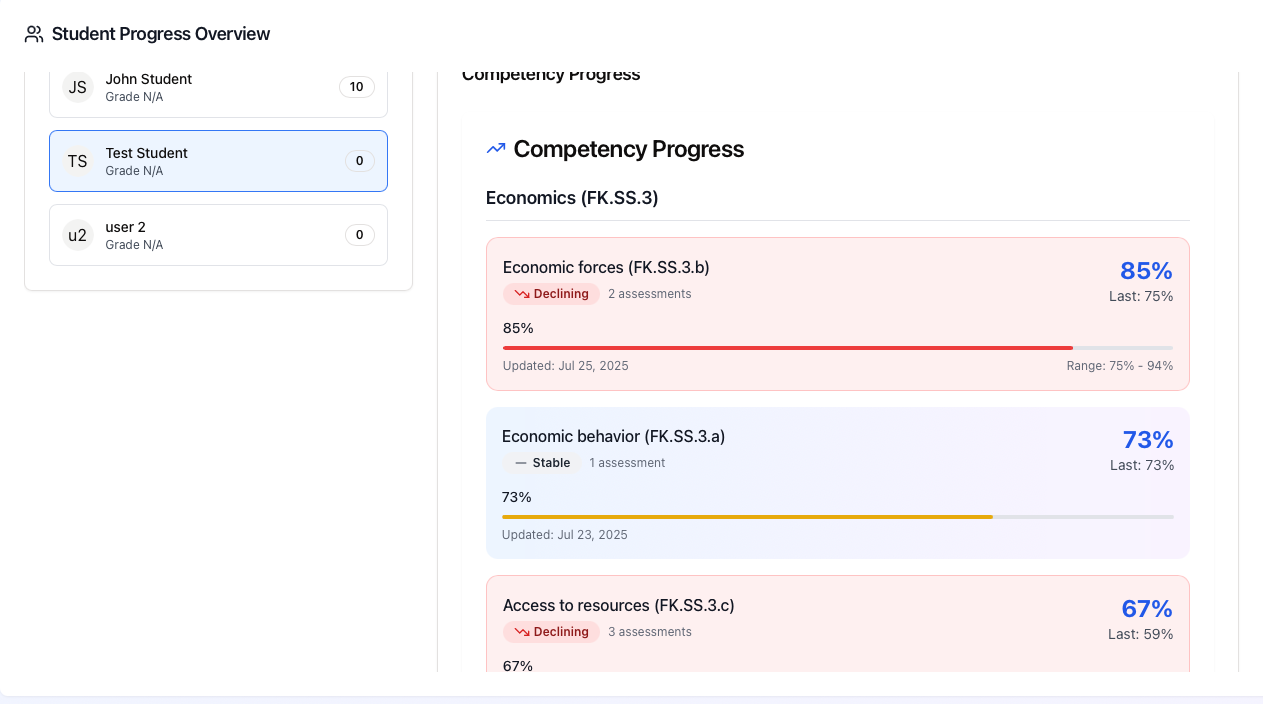 Student Progress Overview
JS
John Student
Grade N/A
10
TS
Test Student
Grade N/A
0
u2
user 2
Grade N/A
0
Competency Progress
Competency Progress
Economics (FK.SS.3)
Economic forces (FK.SS.3.b)
Declining
2 assessments
85%
Last: 75%
85%
Updated: Jul 25, 2025
Range: 75% - 94%
Economic behavior (FK.SS.3.a)
Stable
1 assessment
73%
Last: 73%
73%
Updated: Jul 23, 2025
Access to resources (FK.SS.3.c)
Declining
3 assessments
67%
Last: 59%
67%